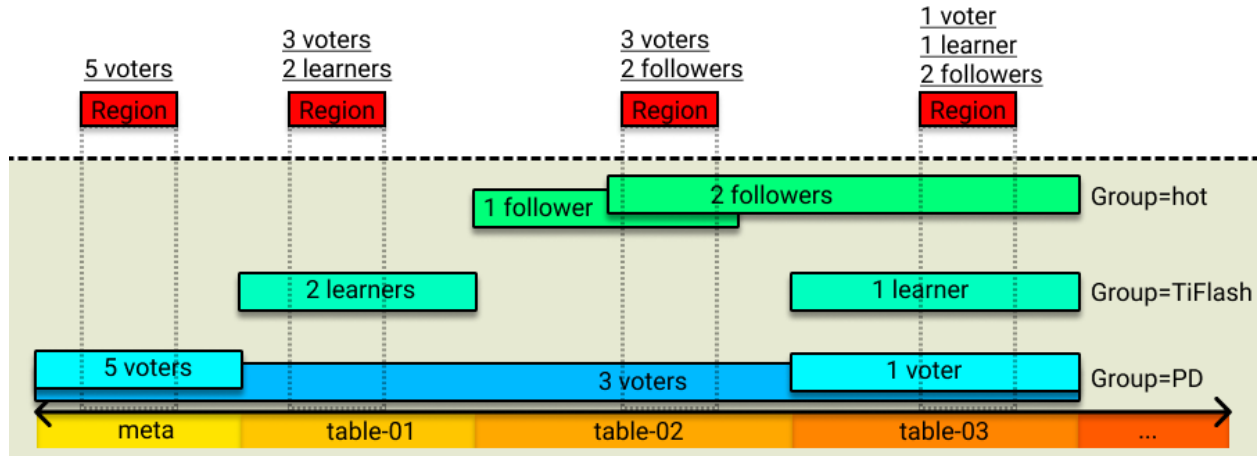 5 voters
3 voters
2 learners
3 voters
2 followers
1 voter
1 learner
2 followers
Region
Region
Region
Region
1 follower
2 followers
Group=hot
2 learners
1 learner
Group=TiFlash
5 voters
3 voters
1 voter
Group=PD
meta
table-01
table-02
table-03
...